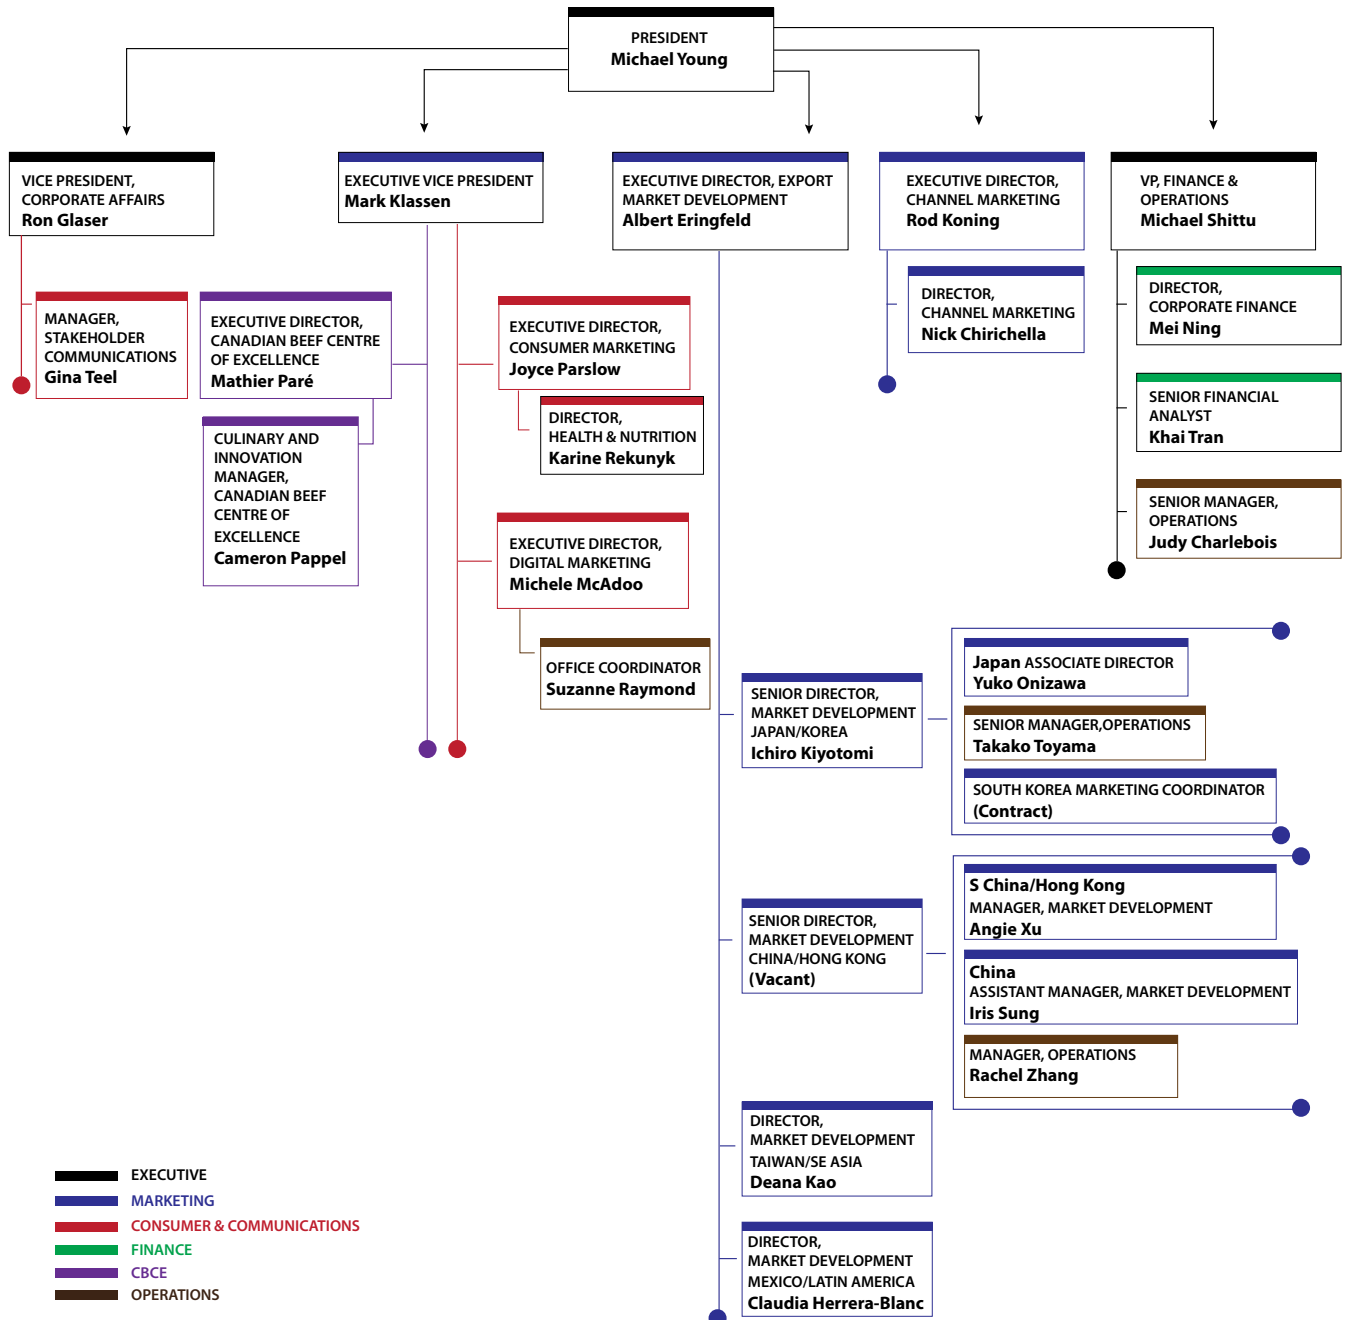 PRESIDENT
Michael Young
VICE PRESIDENT,
CORPORATE AFFAIRS
Ron Glaser
MANAGER,
STAKEHOLDER
COMMUNICATIONS
Gina Teel
EXECUTIVE VICE PRESIDENT
Mark Klassen
EXECUTIVE DIRECTOR,
CANADIAN BEEF CENTRE
OF EXCELLENCE
Mathier Paré
CULINARY AND
INNOVATION
MANAGER,
CANADIAN BEEF
CENTRE OF
EXCELLENCE
Cameron Pappel
EXECUTIVE DIRECTOR,
CONSUMER MARKETING
Joyce Parslow
DIRECTOR,
HEALTH & NUTRITION
Karine Rekunyk
EXECUTIVE DIRECTOR,
DIGITAL MARKETING
Michele McAdoo
OFFICE COORDINATOR
Suzanne Raymond
EXECUTIVE DIRECTOR, EXPORT
MARKET DEVELOPMENT
Albert Eringfeld
SENIOR DIRECTOR,
MARKET DEVELOPMENT
JAPAN/KOREA
Ichiro Kiyotomi
Japan ASSOCIATE DIRECTOR
Yuko Onizawa
SENIOR MANAGER,OPERATIONS
Takako Toyama
SOUTH KOREA MARKETING COORDINATOR
(Contract)
SENIOR DIRECTOR,
MARKET DEVELOPMENT
CHINA/HONG KONG
(Vacant)
S China/Hong Kong
MANAGER, MARKET DEVELOPMENT
Angie Xu
China
ASSISTANT MANAGER, MARKET DEVELOPMENT
Iris Sung
MANAGER, OPERATIONS
Rachel Zhang
DIRECTOR,
MARKET DEVELOPMENT
TAIWAN/SE ASIA
Deana Kao
DIRECTOR,
MARKET DEVELOPMENT
MEXICO/LATIN AMERICA
Claudia Herrera-Blanc
EXECUTIVE DIRECTOR,
CHANNEL MARKETING
Rod Koning
DIRECTOR,
CHANNEL MARKETING
Nick Chirichella
VP, FINANCE &
OPERATIONS
Michael Shittu
DIRECTOR,
CORPORATE FINANCE
Mei Ning
SENIOR FINANCIAL
ANALYST
Khai Tran
SENIOR MANAGER,
OPERATIONS
Judy Charlebois
EXECUTIVE
MARKETING
CONSUMER & COMMUNICATIONS
FINANCE
CBCE
OPERATIONS